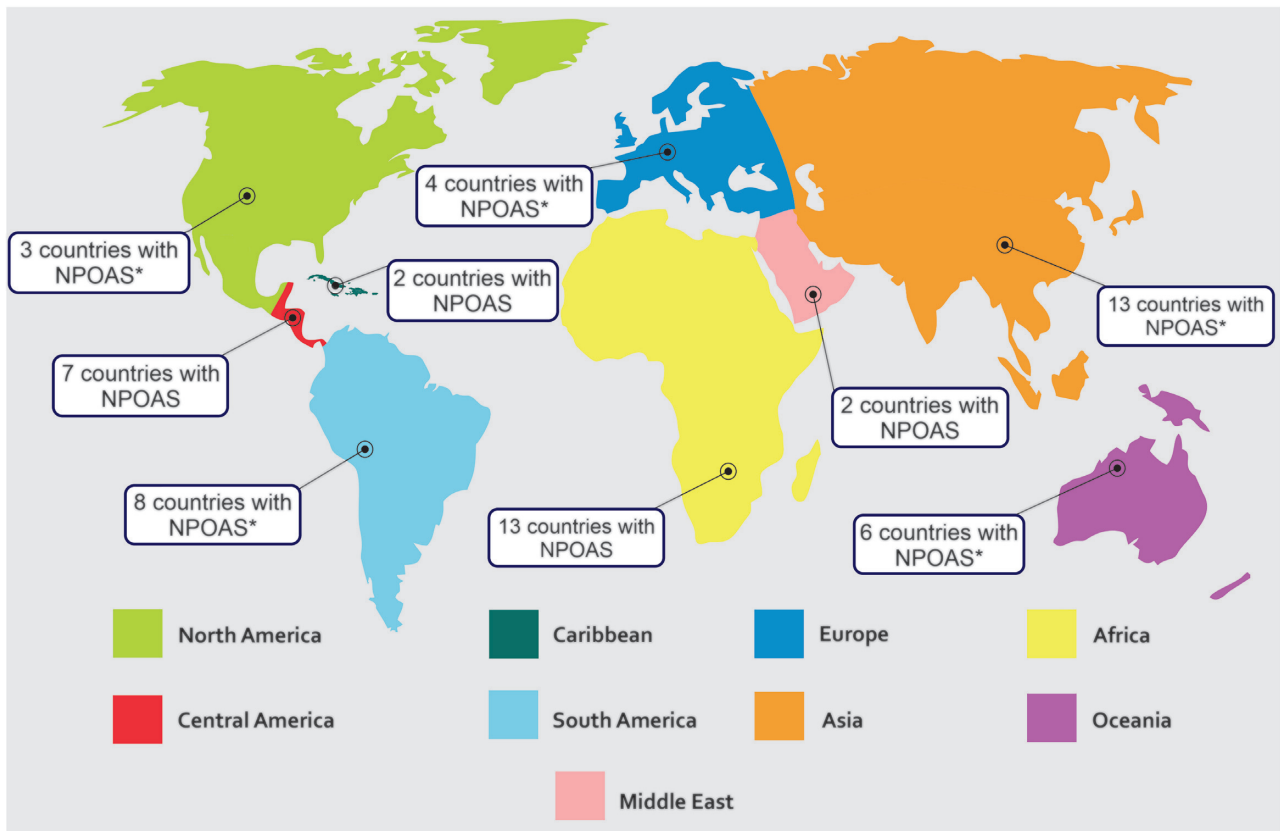 4 countries with
NPOAS*
3 countries with
NPOAS*
2 countries with
NPOAS
13 countries with
NPOAS*
7 countries with
NPOAS
2 countries with
NPOAS
8 countries with
NPOAS*
13 countries with
NPOAS
6 countries with
NPOAS*
North America
Caribbean
Europe
Africa
Central America
South America
Asia
Oceania
Middle East